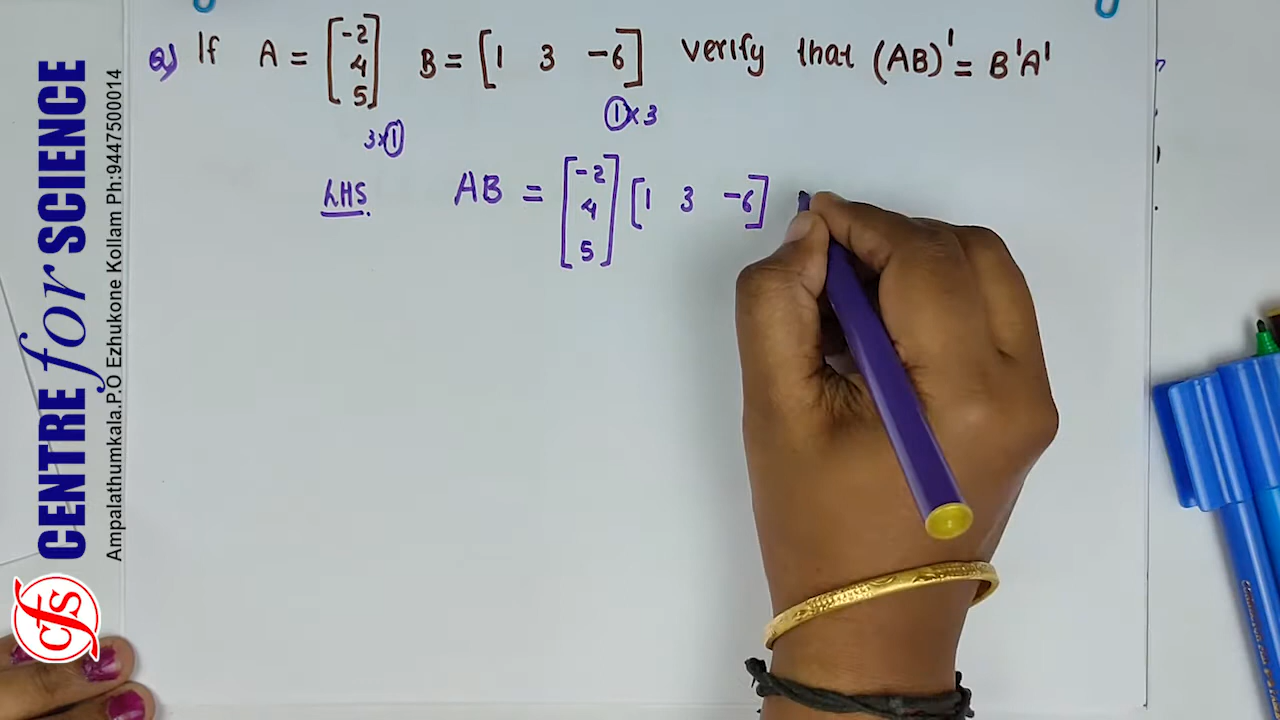 Q) If A = [-2 4 5] B = [1 3 -6] verify that (AB)' = B'A'
3×1 1×3
LHS. AB = [-2 4 5] [1 3 -6]
CENTRE for SCIENCE
Ampalathumkala.P.O Ezhukone Kollam Ph:9447500014
cfs